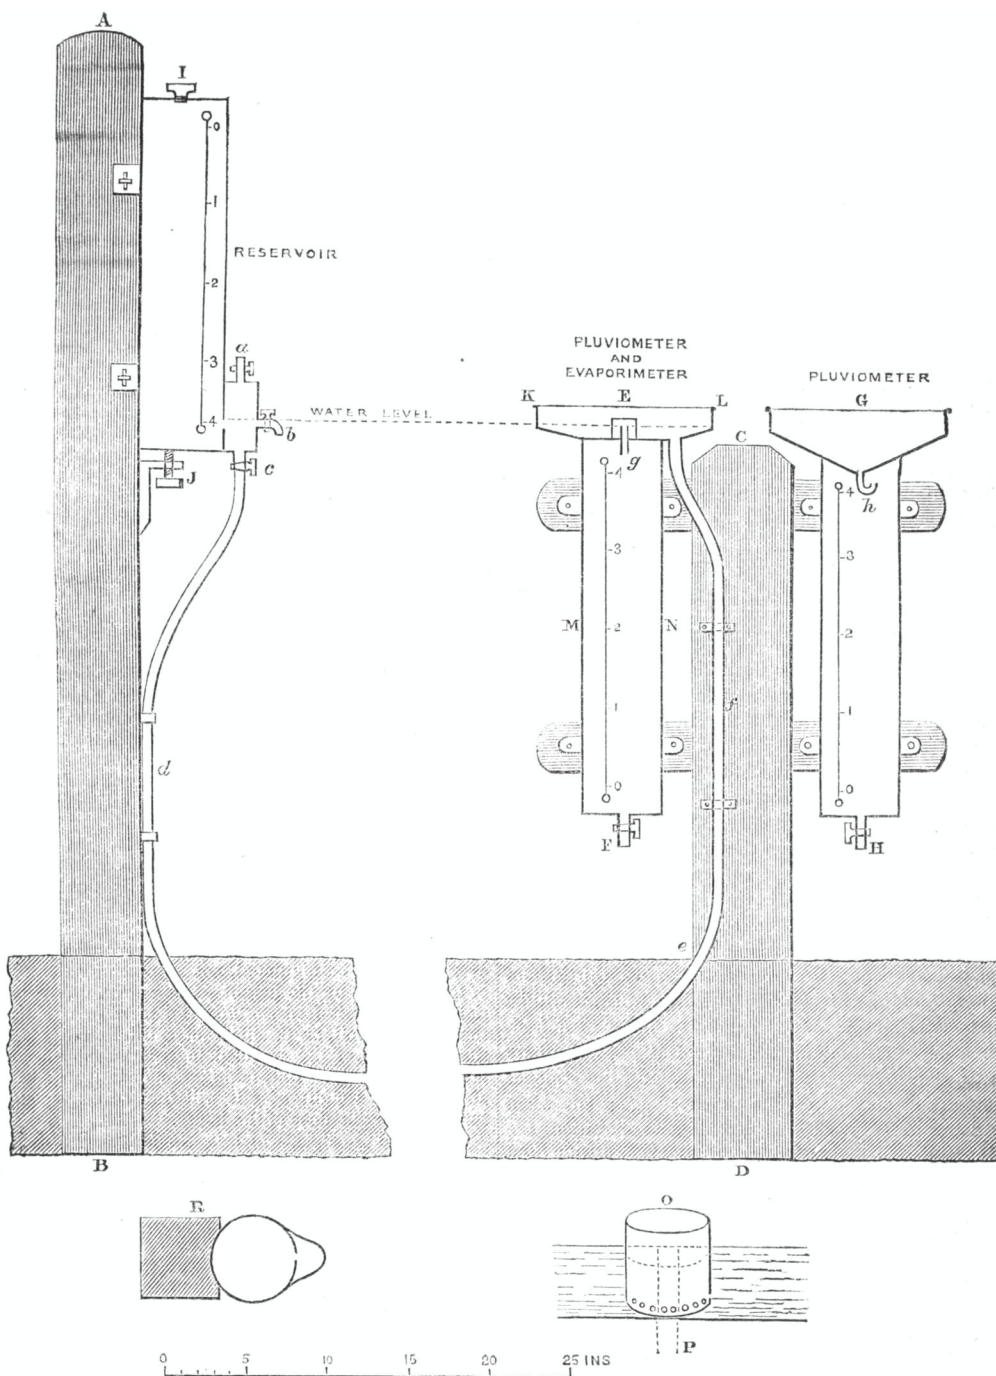 A
I
0
1
2
3
4
RESERVOIR
a
b
c
J
WATER LEVEL
d
PLUVIOMETER
AND
EVAPORIMETER
K E L
g
4
3
2
1
0
M N
F
C
f
e
PLUVIOMETER
G
h
4
3
2
1
0
H
B
D
R
O
P
0 5 10 15 20 25 INS